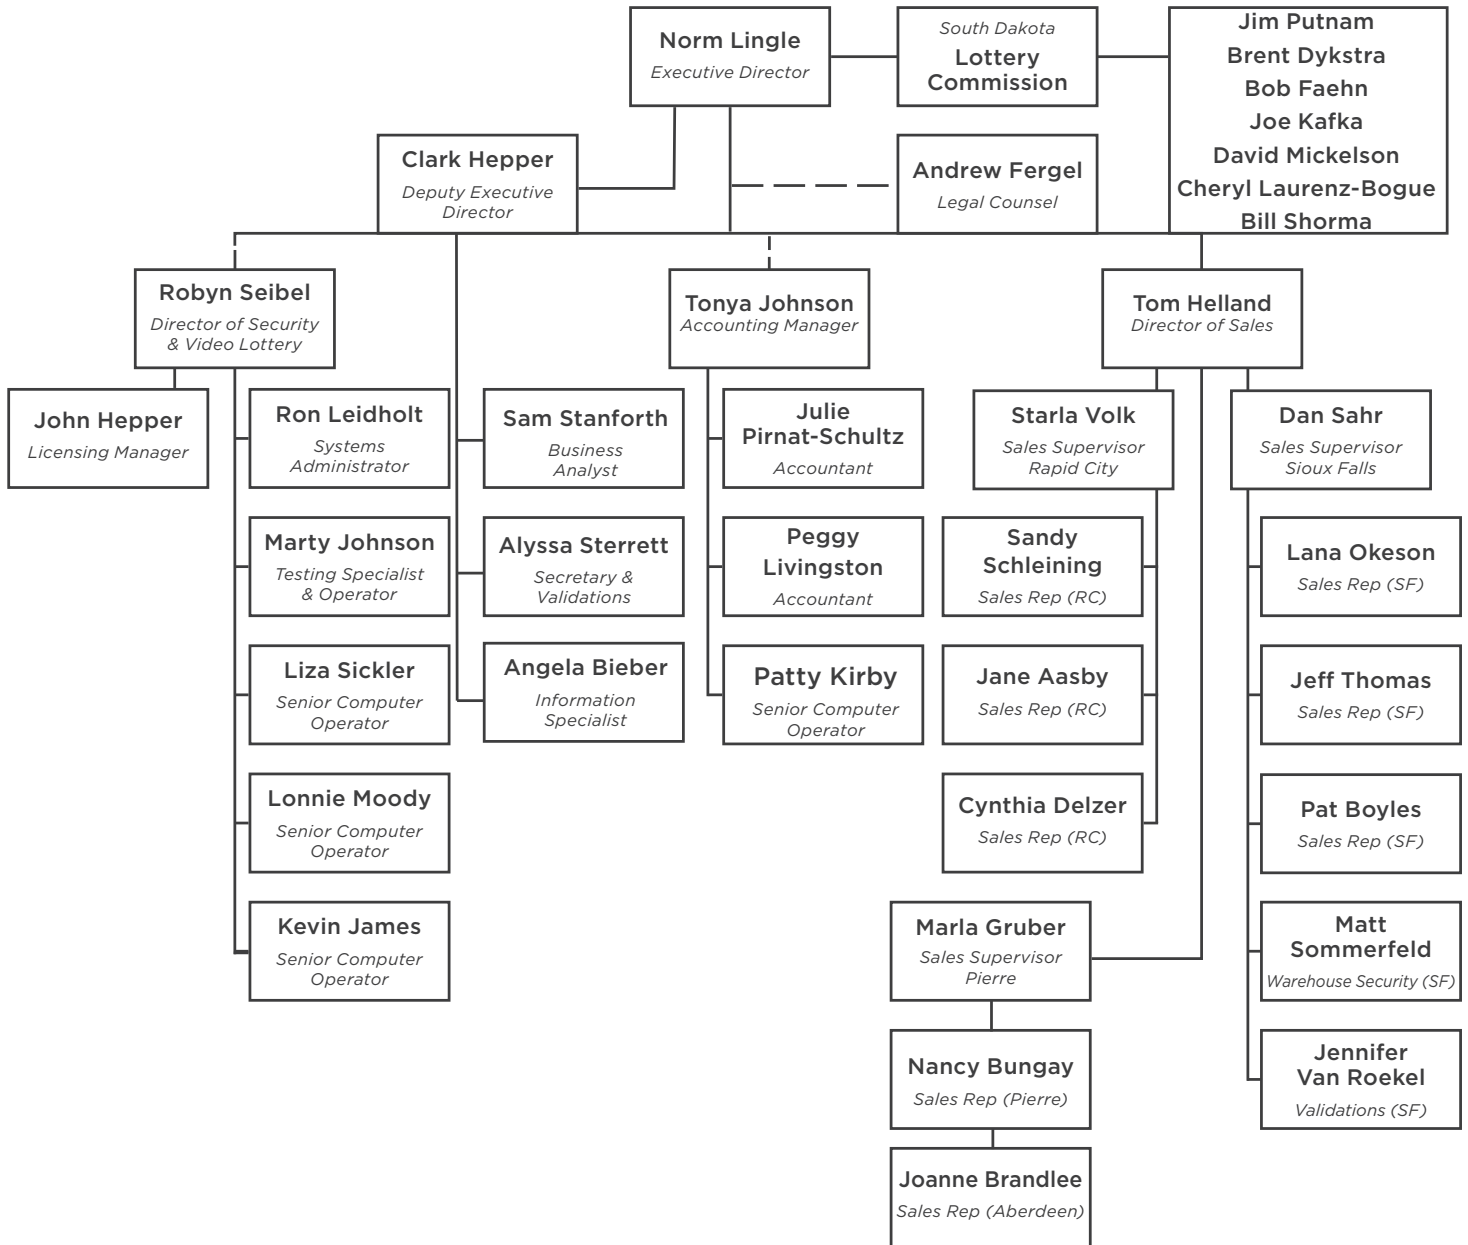 Norm Lingle
Executive Director
South Dakota
Lottery
Commission
Jim Putnam
Brent Dykstra
Bob Faehn
Joe Kafka
David Mickelson
Cheryl Laurenz-Bogue
Bill Shorma
Clark Hepper
Deputy Executive
Director
Andrew Fergel
Legal Counsel
Robyn Seibel
Director of Security
& Video Lottery
Tonya Johnson
Accounting Manager
Tom Helland
Director of Sales
John Hepper
Licensing Manager
Ron Leidholt
Systems
Administrator
Marty Johnson
Testing Specialist
& Operator
Liza Sickler
Senior Computer
Operator
Lonnie Moody
Senior Computer
Operator
Kevin James
Senior Computer
Operator
Sam Stanforth
Business
Analyst
Alyssa Sterrett
Secretary &
Validations
Angela Bieber
Information
Specialist
Julie
Pirnat-Schultz
Accountant
Peggy
Livingston
Accountant
Patty Kirby
Senior Computer
Operator
Starla Volk
Sales Supervisor
Rapid City
Sandy
Schleining
Sales Rep (RC)
Jane Aasby
Sales Rep (RC)
Cynthia Delzer
Sales Rep (RC)
Marla Gruber
Sales Supervisor
Pierre
Nancy Bungay
Sales Rep (Pierre)
Joanne Brandlee
Sales Rep (Aberdeen)
Dan Sahr
Sales Supervisor
Sioux Falls
Lana Okeson
Sales Rep (SF)
Jeff Thomas
Sales Rep (SF)
Pat Boyles
Sales Rep (SF)
Matt
Sommerfeld
Warehouse Security (SF)
Jennifer
Van Roekel
Validations (SF)